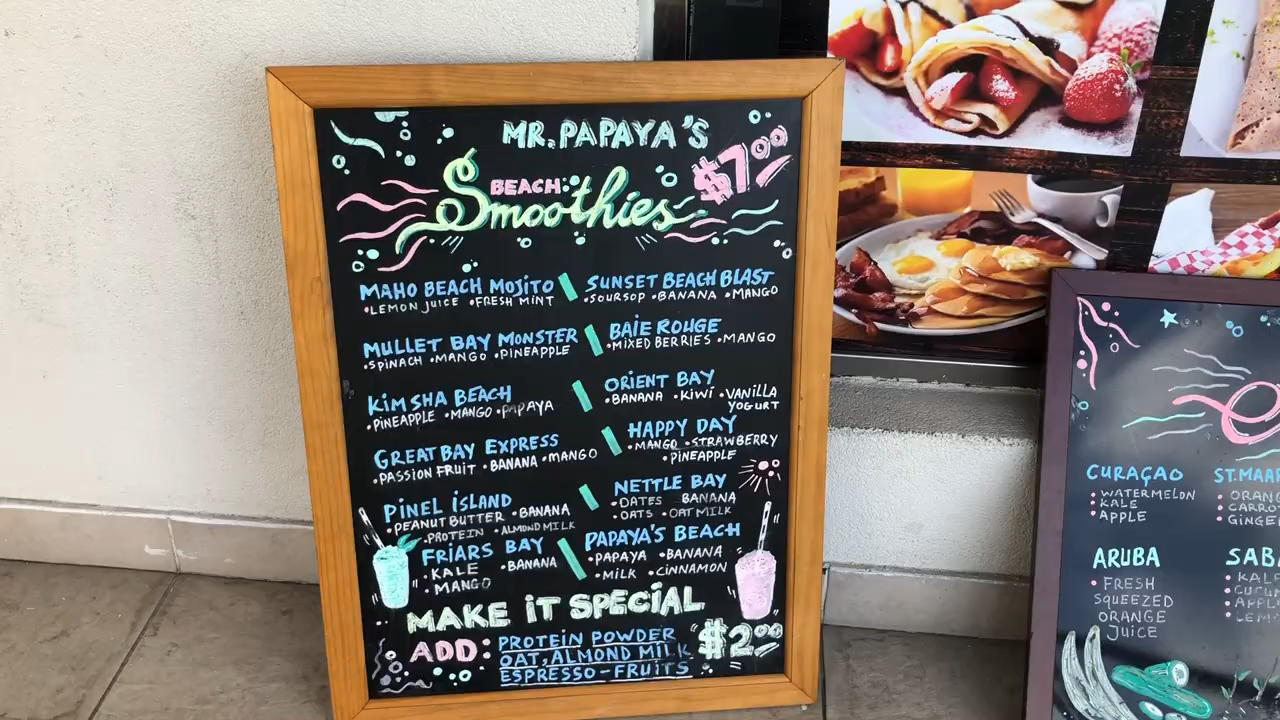 MR. PAPAYA'S
BEACH
Smoothies
$7.00
MAHO BEACH MOJITO
•LEMON JUICE •FRESH MINT
MULLET BAY MONSTER
•SPINACH •MANGO •PINEAPPLE
KIM SHA BEACH
•PINEAPPLE •MANGO •PAPAYA
GREAT BAY EXPRESS
•PASSION FRUIT •BANANA •MANGO
PINEL ISLAND
•PEANUT BUTTER •BANANA
•PROTEIN •ALMOND MILK
FRIARS BAY
•KALE •BANANA
•MANGO
SUNSET BEACH BLAST
•SOURSOP •BANANA •MANGO
BAIE ROUGE
•MIXED BERRIES •MANGO
ORIENT BAY
•BANANA •KIWI •VANILLA
YOGURT
HAPPY DAY
•MANGO •STRAWBERRY
•PINEAPPLE
NETTLE BAY
•DATES BANANA
•OATS •OAT MILK
PAPAYA'S BEACH
•PAPAYA •BANANA
•MILK •CINNAMON
MAKE IT SPECIAL
ADD: PROTEIN POWDER
OAT, ALMOND MILK
ESPRESSO-FRUITS
$2.00
CURAÇAO
•WATERMELON
•KALE
•APPLE
ARUBA
•FRESH
SQUEEZED
ORANGE
JUICE